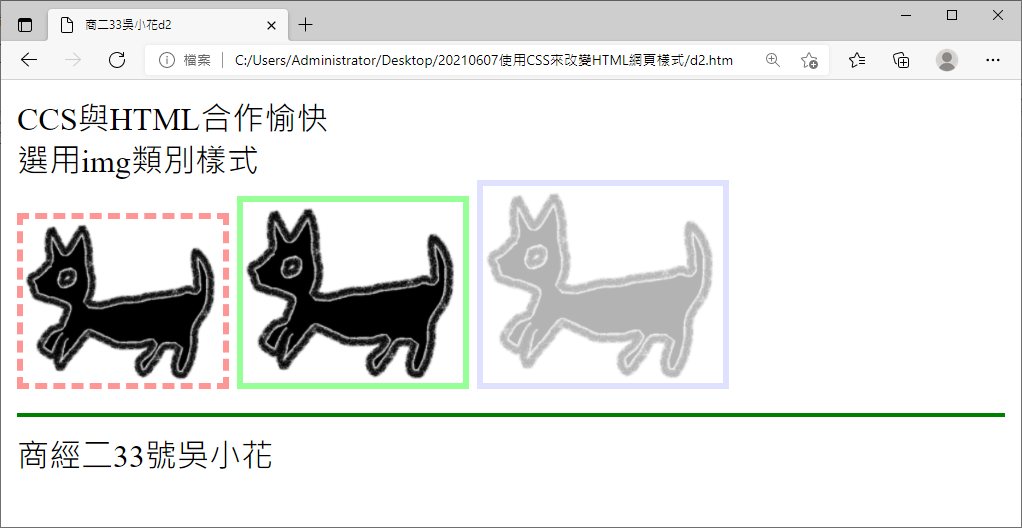 商二33吳小花d2
檔案 C:/Users/Administrator/Desktop/20210607使用CSS來改變HTML網頁樣式/d2.htm
CCS與HTML合作愉快
選用img類別樣式
商經二33號吳小花